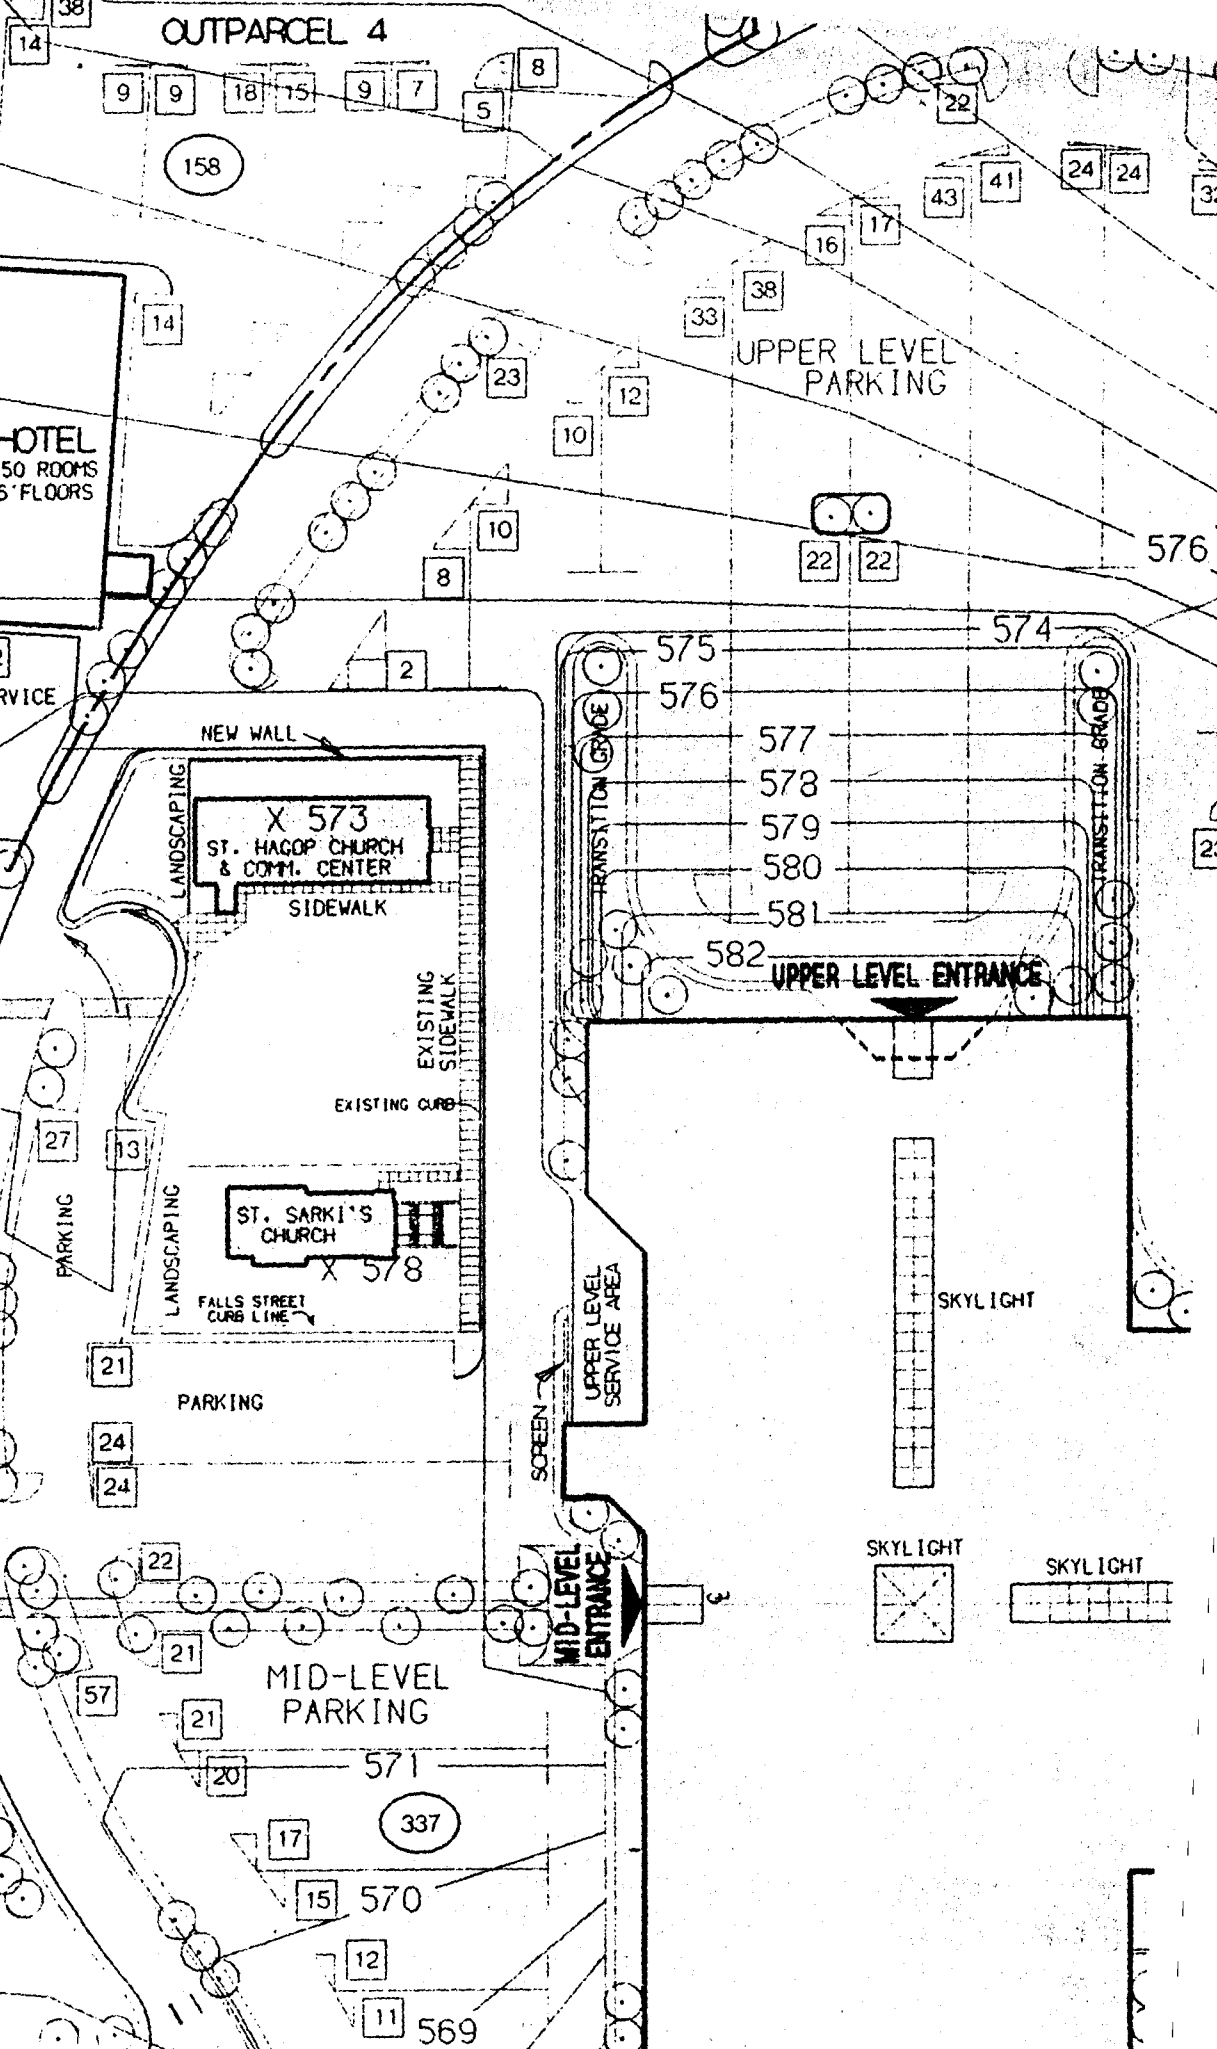 38
OUTPARCEL 4
14
9
9
18
15
9
7
8
5
22
158
24
24
41
43
17
16
38
33
14
23
UPPER LEVEL
PARKING
12
10
HOTEL
50 ROOMS
6 FLOORS
10
8
22
22
576
574
575
2
576
RVICE
NEW WALL
577
TRANSITION GRADE
TRANSITION GRADE
578
LANDSCAPING
X 573
ST. HAGOP CHURCH
& COMM. CENTER
579
580
SIDEWALK
581
582
UPPER LEVEL ENTRANCE
EXISTING
SIDEWALK
EXISTING CURB
27
13
PARKING
LANDSCAPING
ST. SARKI'S
CHURCH
X 578
FALLS STREET
CURB LINE
UPPER LEVEL
SERVICE AREA
SKYLIGHT
21
PARKING
SCREEN
24
24
22
MID-LEVEL
ENTRANCE
3
SKYLIGHT
SKYLIGHT
21
MID-LEVEL
PARKING
57
21
571
20
337
17
15
570
12
11
569